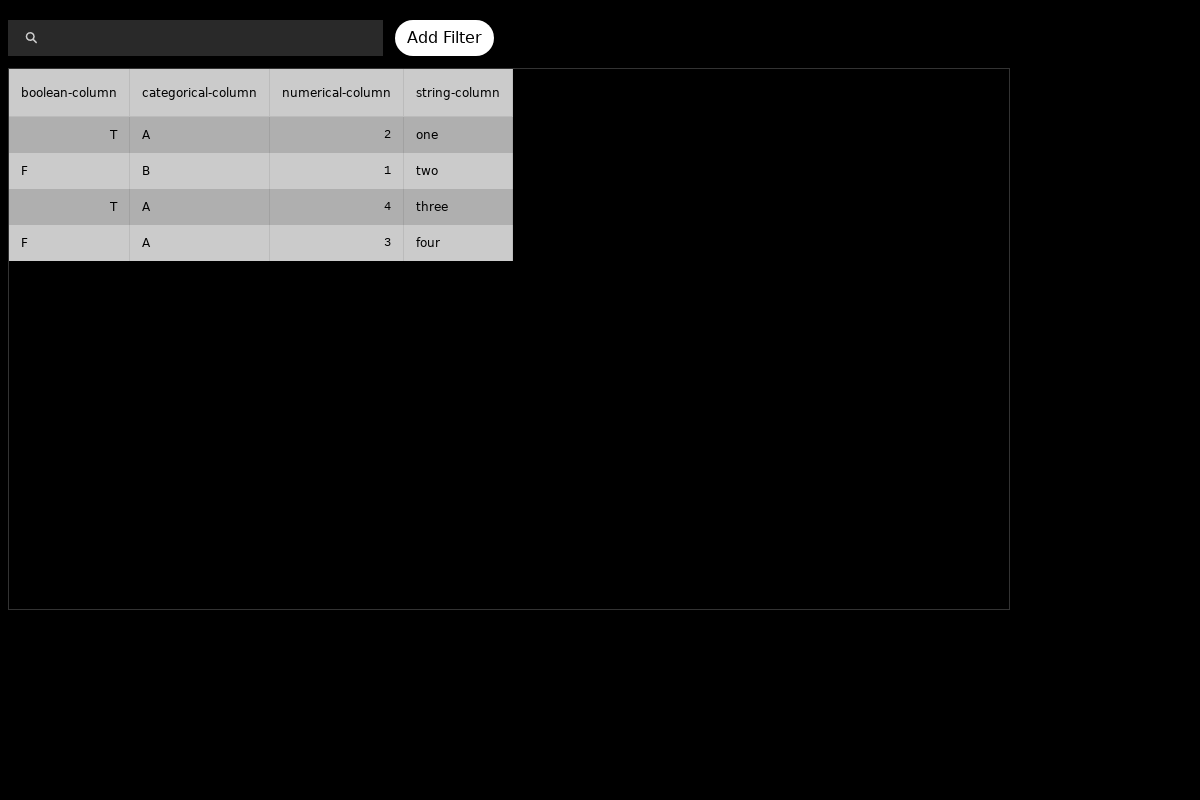 Add Filter
boolean-column categorical-column numerical-column string-column
T A 2 one
F B 1 two
T A 4 three
F A 3 four